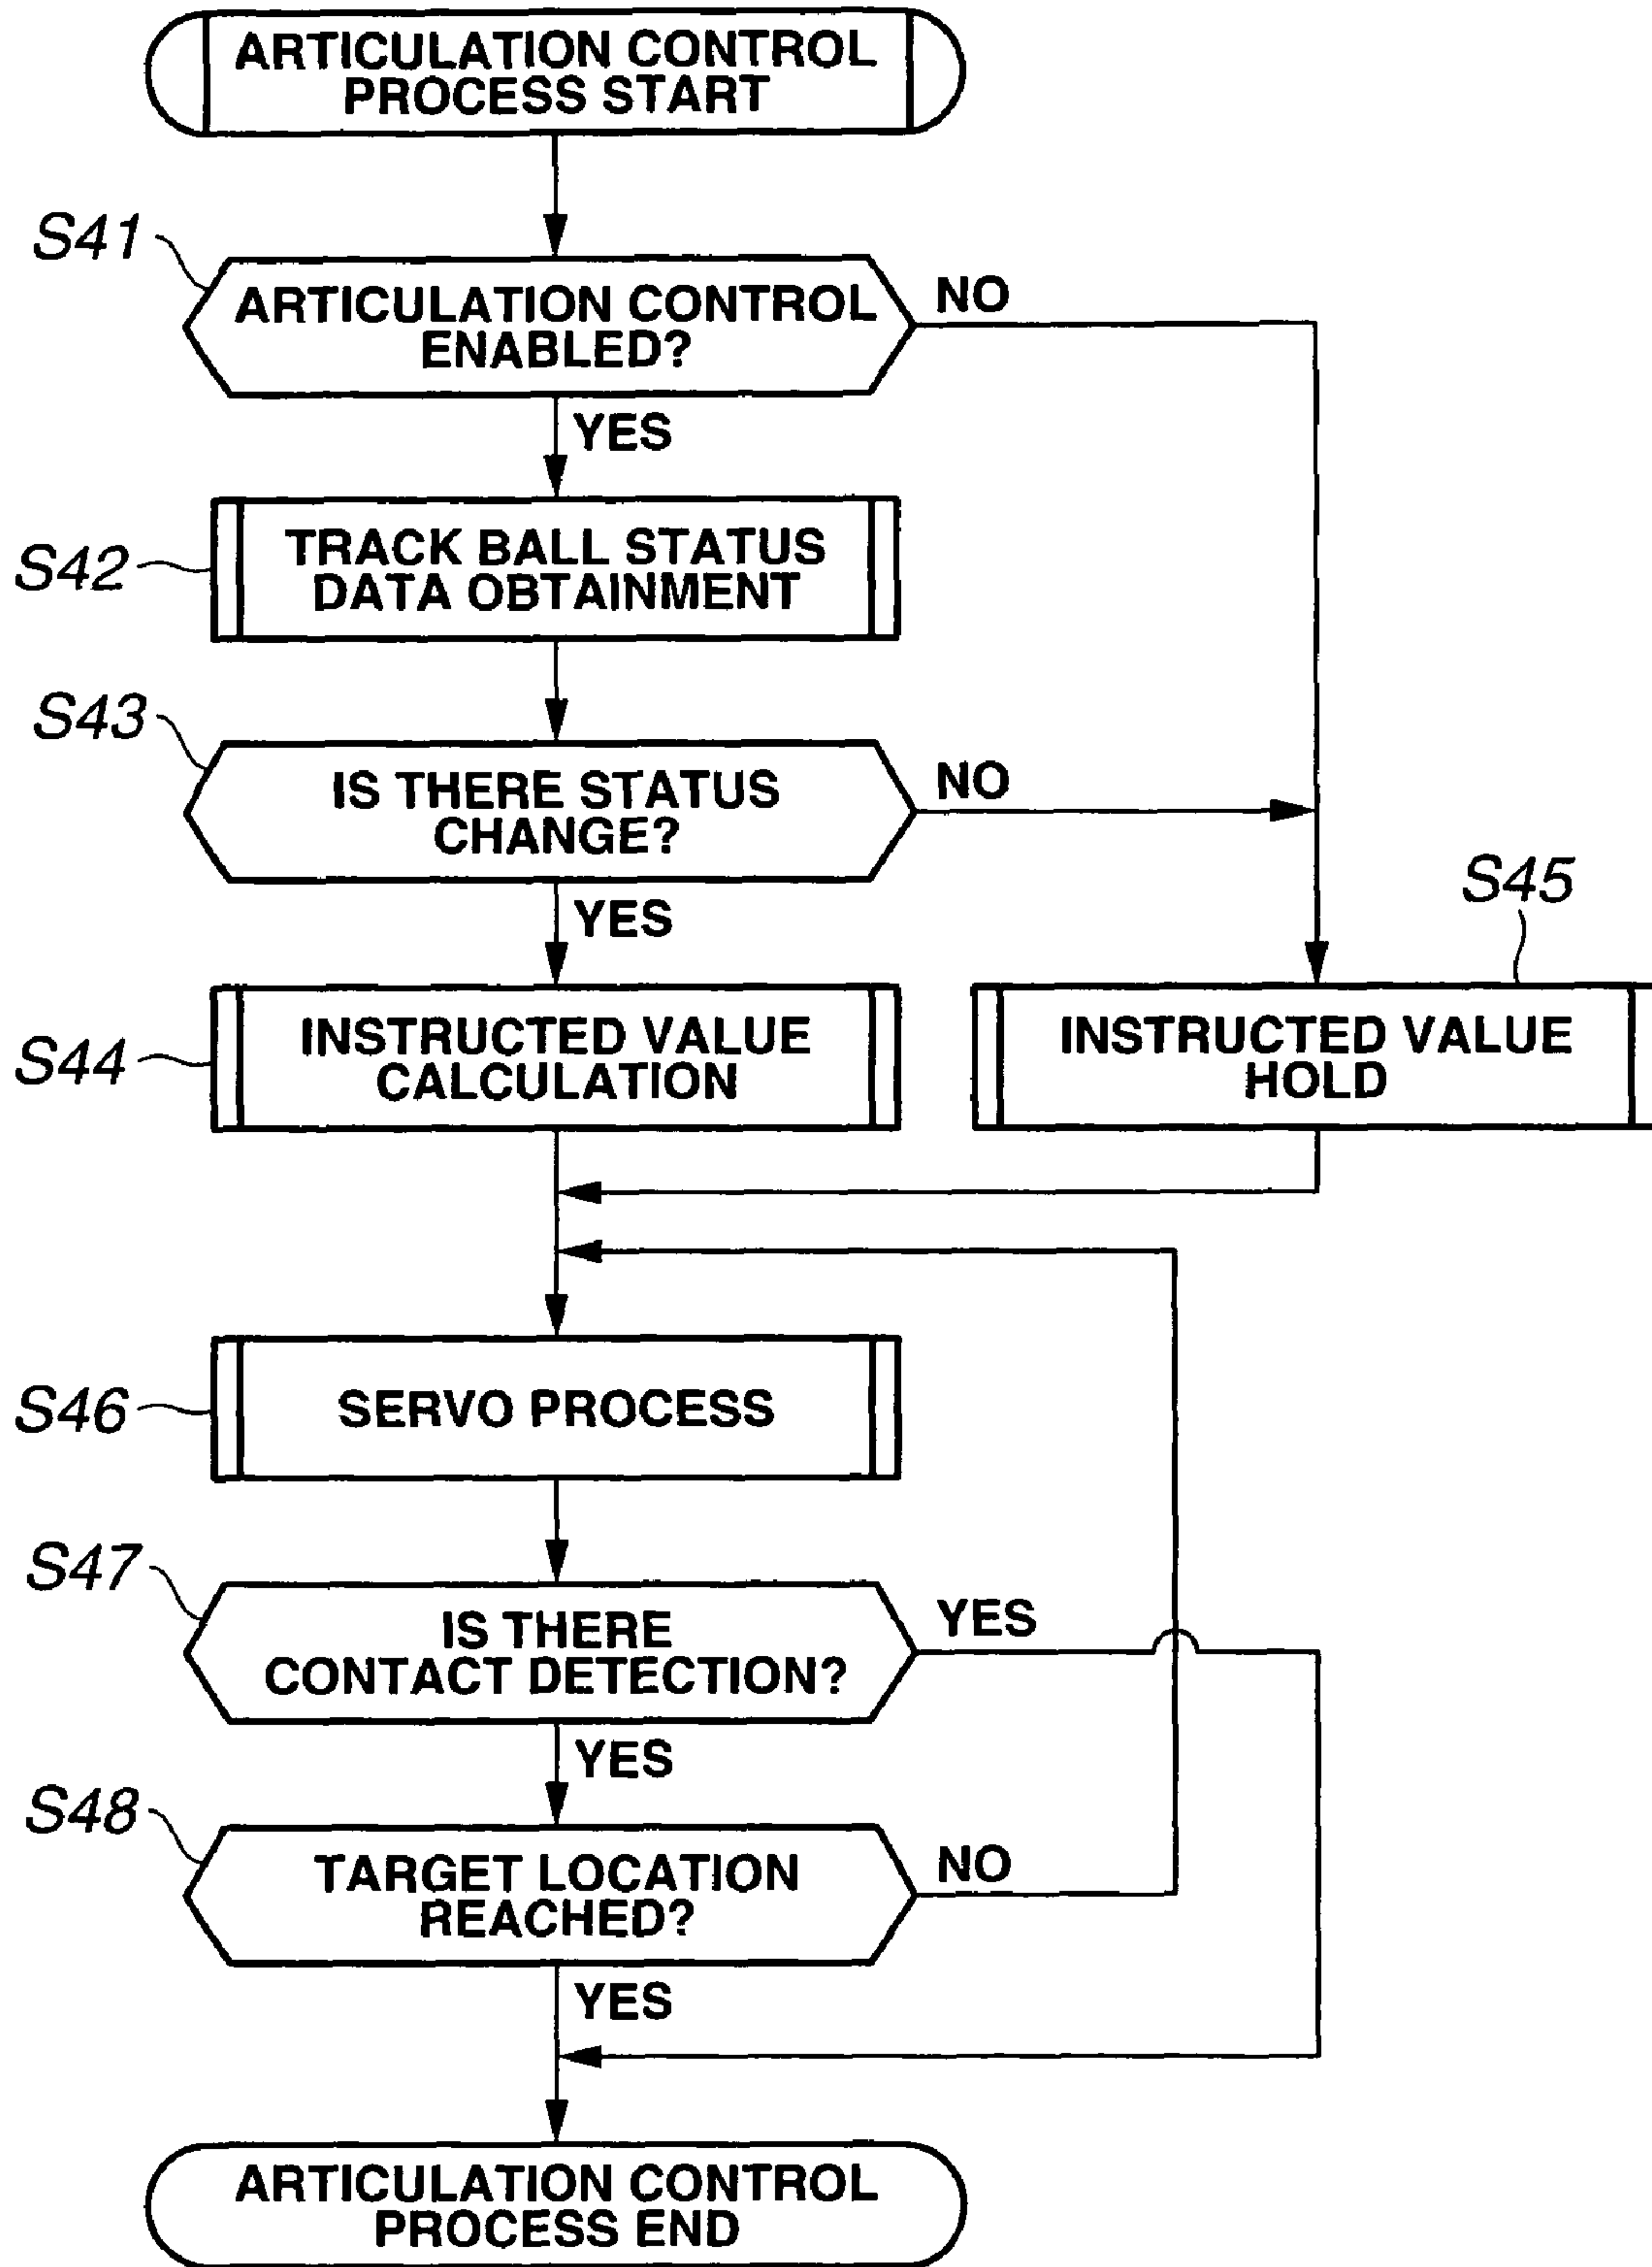 ARTICULATION CONTROL
PROCESS START
S41
ARTICULATION CONTROL
ENABLED?
NO
YES
S42
TRACK BALL STATUS
DATA OBTAINMENT
S43
IS THERE STATUS
CHANGE?
NO
YES
S44
INSTRUCTED VALUE
CALCULATION
S45
INSTRUCTED VALUE
HOLD
S46
SERVO PROCESS
S47
IS THERE
CONTACT DETECTION?
YES
YES
S48
TARGET LOCATION
REACHED?
NO
YES
ARTICULATION CONTROL
PROCESS END